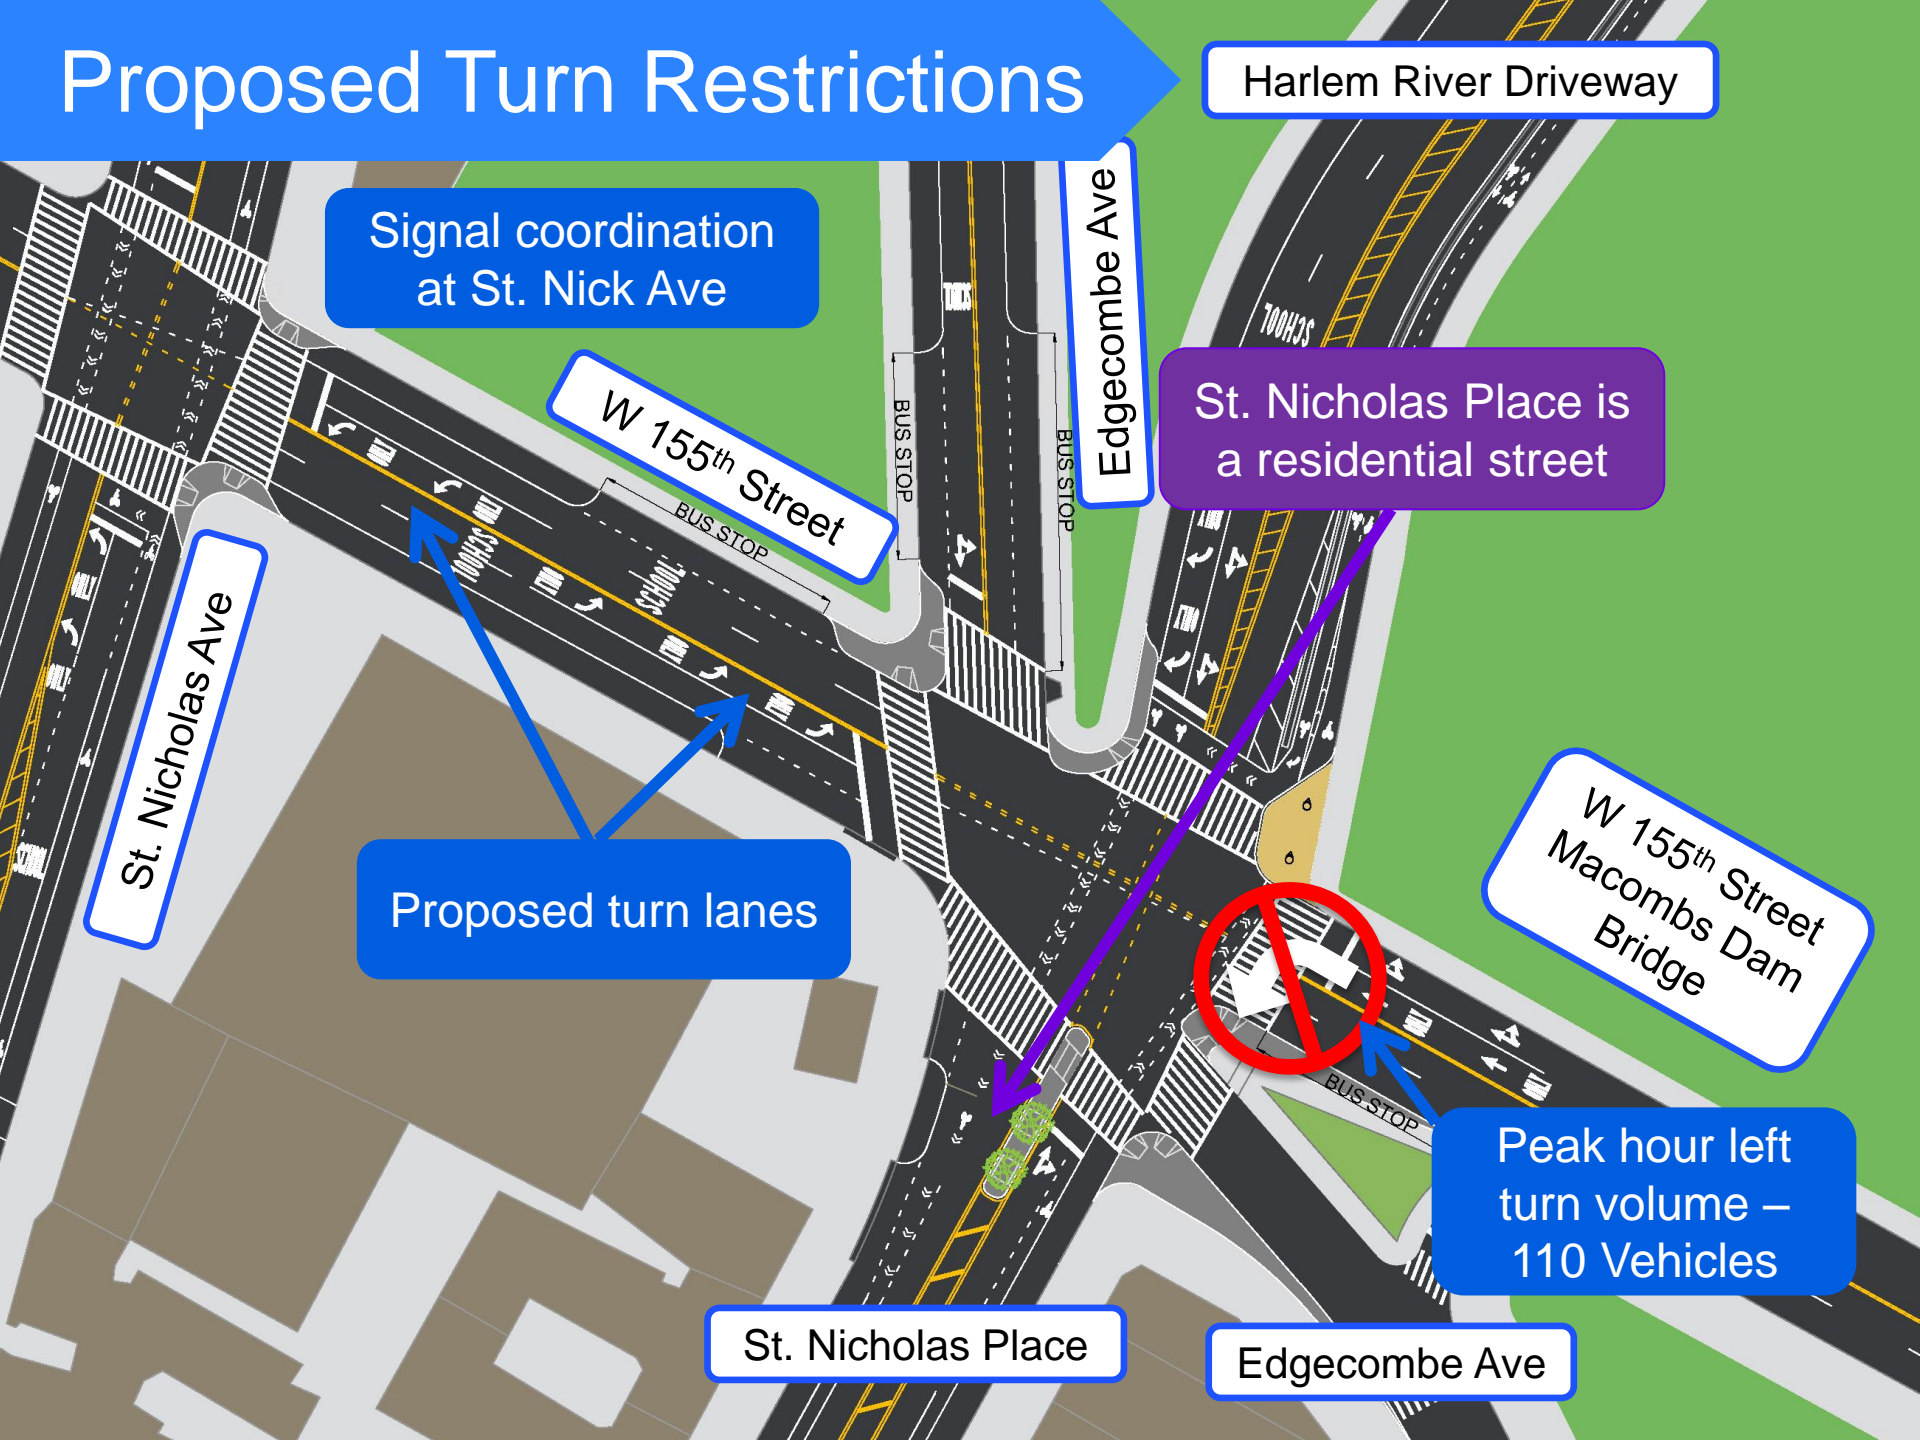 Proposed Turn Restrictions
Harlem River Driveway
Signal coordination
at St. Nick Ave
Edgecombe Ave
W 155th Street
BUS STOP
BUS STOP
BUS STOP
SCHOOL
St. Nicholas Place is
a residential street
SCHOOL
SCHOOL
St. Nicholas Ave
Proposed turn lanes
W 155th Street
Macombs Dam
Bridge
BUS STOP
Peak hour left
turn volume –
110 Vehicles
St. Nicholas Place
Edgecombe Ave